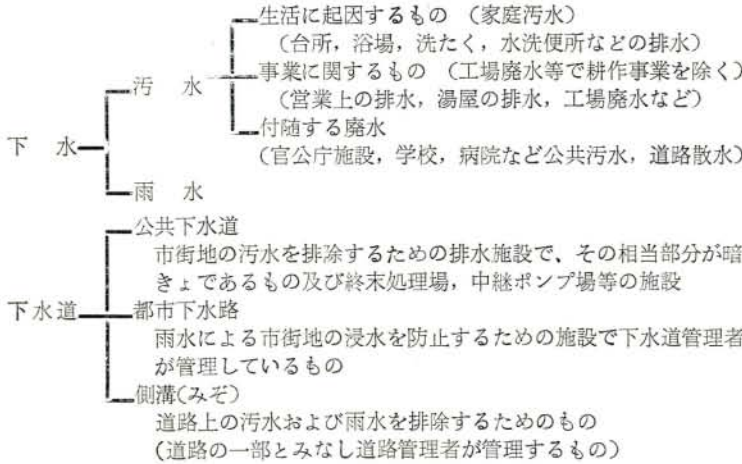 生活に起因するもの (家庭汚水)
(台所,浴場,洗たく,水洗便所などの排水)
汚 水
事業に関するもの (工場廃水等で耕作事業を除く)
(営業上の排水,湯屋の排水,工場廃水など)
付随する廃水
下 水
(官公庁施設,学校,病院など公共汚水,道路散水)
雨 水
公共下水道
市街地の汚水を排除するための排水施設で、その相当部分が暗
きょであるもの及び終末処理場,中継ポンプ場等の施設
下水道
都市下水路
雨水による市街地の浸水を防止するための施設で下水道管理者
が管理しているもの
側溝(みぞ)
道路上の汚水および雨水を排除するためのもの
(道路の一部とみなし道路管理者が管理するもの)